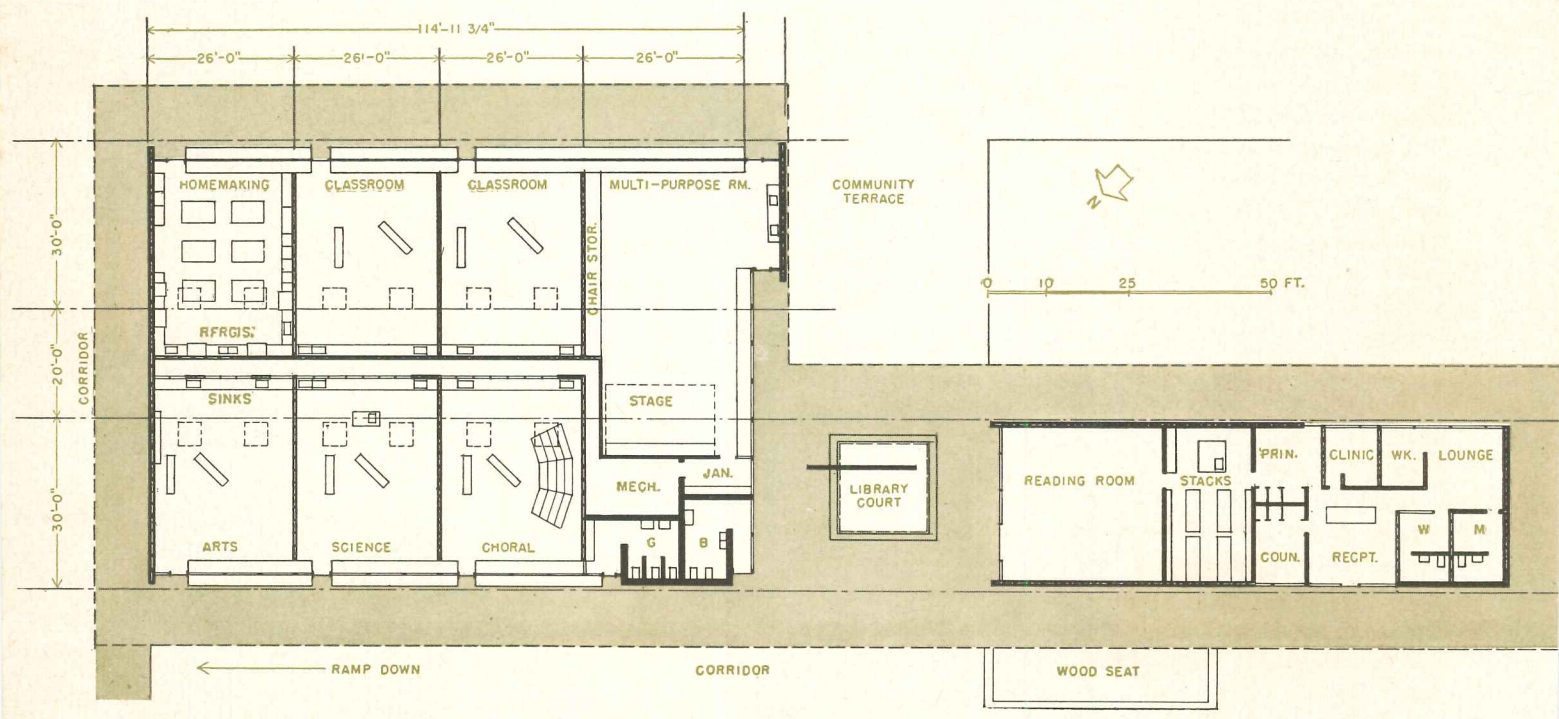 114'-11 3/4"
26'-0"
26'-0"
26'-0"
26'-0"
HOMEMAKING
CLASSROOM
CLASSROOM
MULTI-PURPOSE RM.
COMMUNITY
TERRACE
N
30'-0"
CHAIR STOR.
0 10 25 50 FT.
RFRGIS.
20'-0"
CORRIDOR
SINKS
STAGE
30'-0"
MECH.
JAN.
LIBRARY
COURT
READING ROOM
STACKS
PRIN.
CLINIC
WK.
LOUNGE
ARTS
SCIENCE
CHORAL
G
B
COUN.
RECPT.
W
M
RAMP DOWN
CORRIDOR
WOOD SEAT